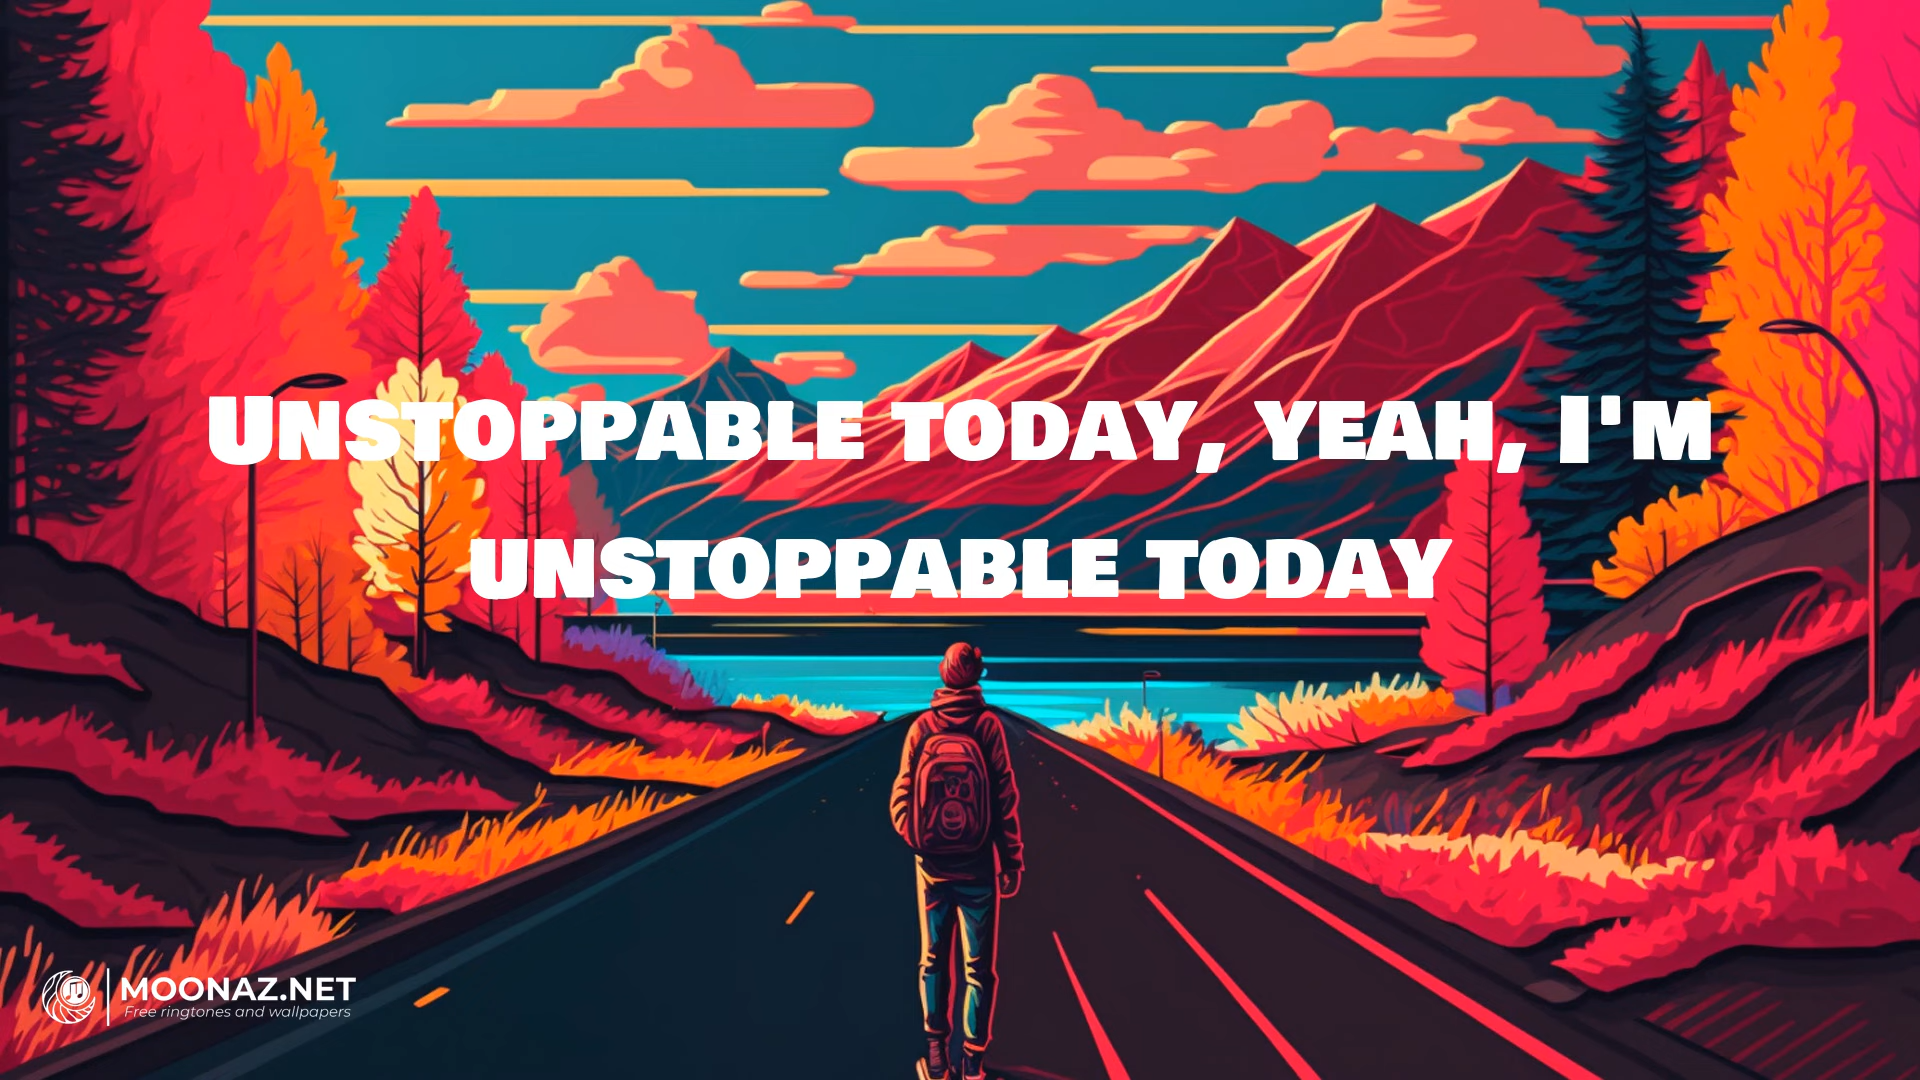 Unstoppable today, yeah, I'm
unstoppable today
MOONAZ.NET
Free ringtones and wallpapers